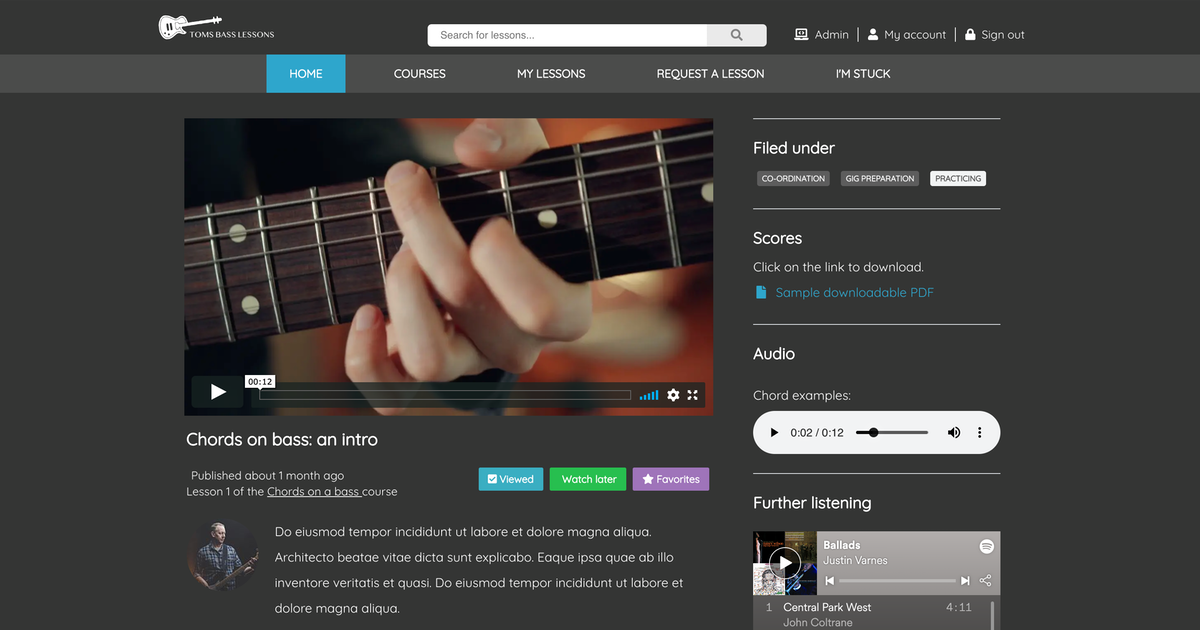 TOMS BASS LESSONS
Search for lessons...
Admin
My account
Sign out
HOME
COURSES
MY LESSONS
REQUEST A LESSON
I'M STUCK
00:12
Chords on bass: an intro
Published about 1 month ago
Lesson 1 of the Chords on a bass course
Viewed
Watch later
Favorites
Do eiusmod tempor incididunt ut labore et dolore magna aliqua.
Architecto beatae vitae dicta sunt explicabo. Eaque ipsa quae ab illo
inventore veritatis et quasi. Do eiusmod tempor incididunt ut labore et
dolore magna aliqua.
Filed under
CO-ORDINATION
GIG PREPARATION
PRACTICING
Scores
Click on the link to download.
Sample downloadable PDF
Audio
Chord examples:
0:02 / 0:12
Further listening
Ballads
Justin Varnes
1 Central Park West 4:11
John Coltrane